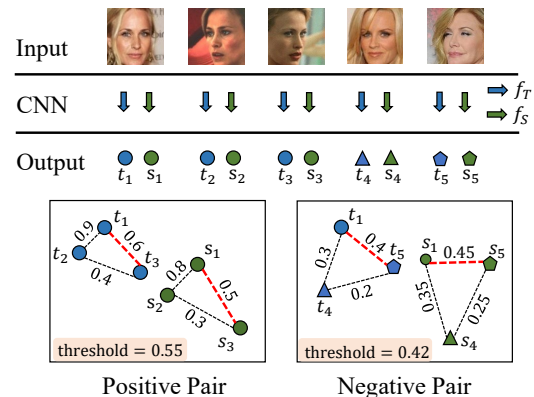 Input
CNN
f_T
f_S
Output
t_1 s_1 t_2 s_2 t_3 s_3 t_4 s_4 t_5 s_5
t_1
0.9
0.6
t_2
t_3
0.4
s_1
0.8
0.5
s_2
0.3
s_3
threshold = 0.55
t_1
0.4
t_5
0.3
0.2
t_4
s_1
0.45
s_5
0.35
0.25
s_4
threshold = 0.42
Positive Pair
Negative Pair